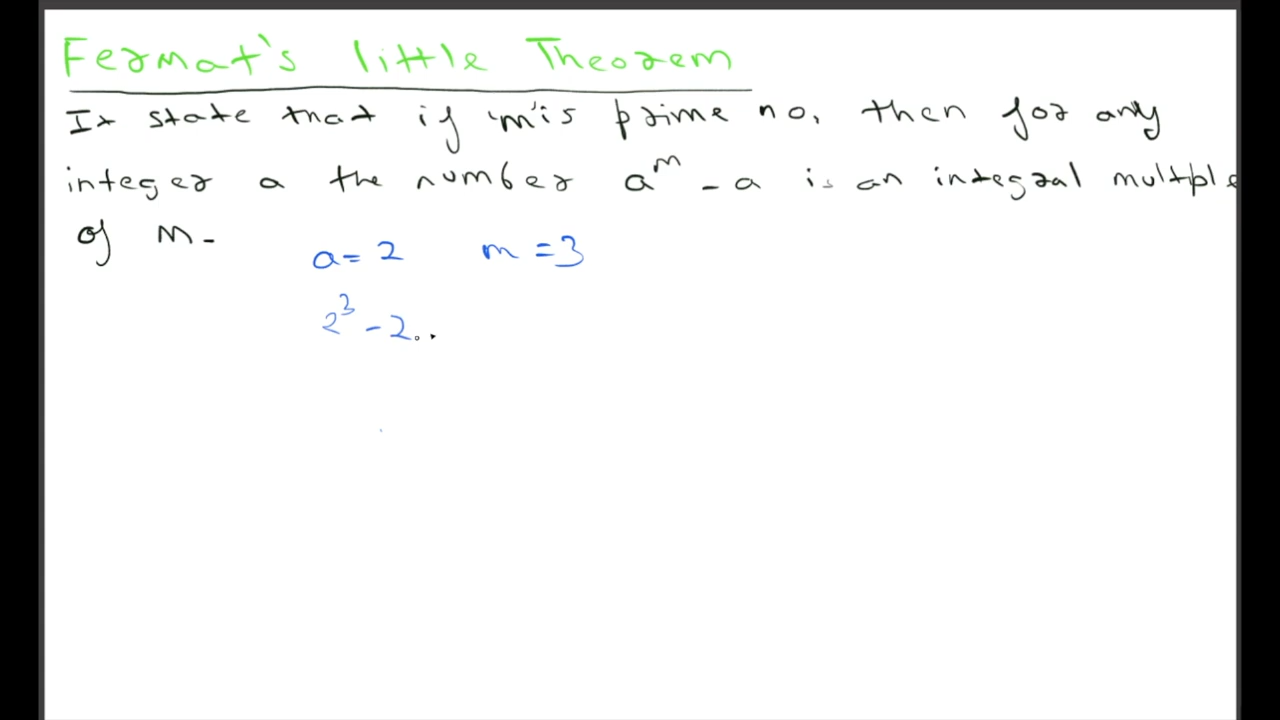 Fermat's little Theorem
It state that if 'm' is prime no. then for any
integer a the number a^m - a is an integral multple
of m.
a = 2 m = 3
2^3 - 2..